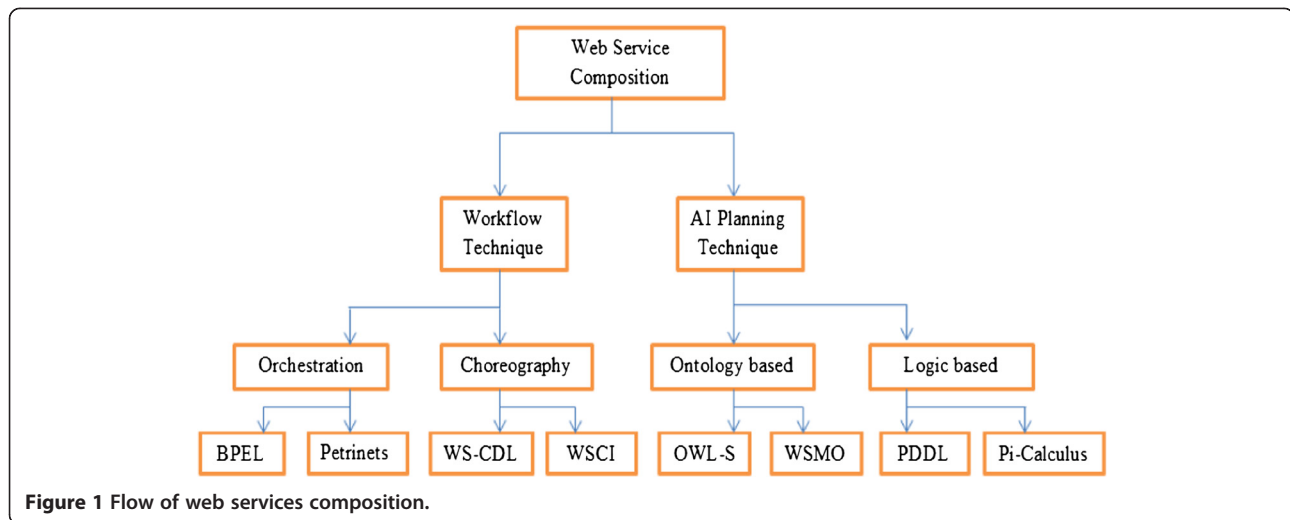 Web Service
Composition
Workflow
Technique
AI Planning
Technique
Orchestration
Choreography
Ontology based
Logic based
BPEL
Petrinets
WS-CDL
WSCI
OWL-S
WSMO
PDDL
Pi-Calculus
Figure 1 Flow of web services composition.